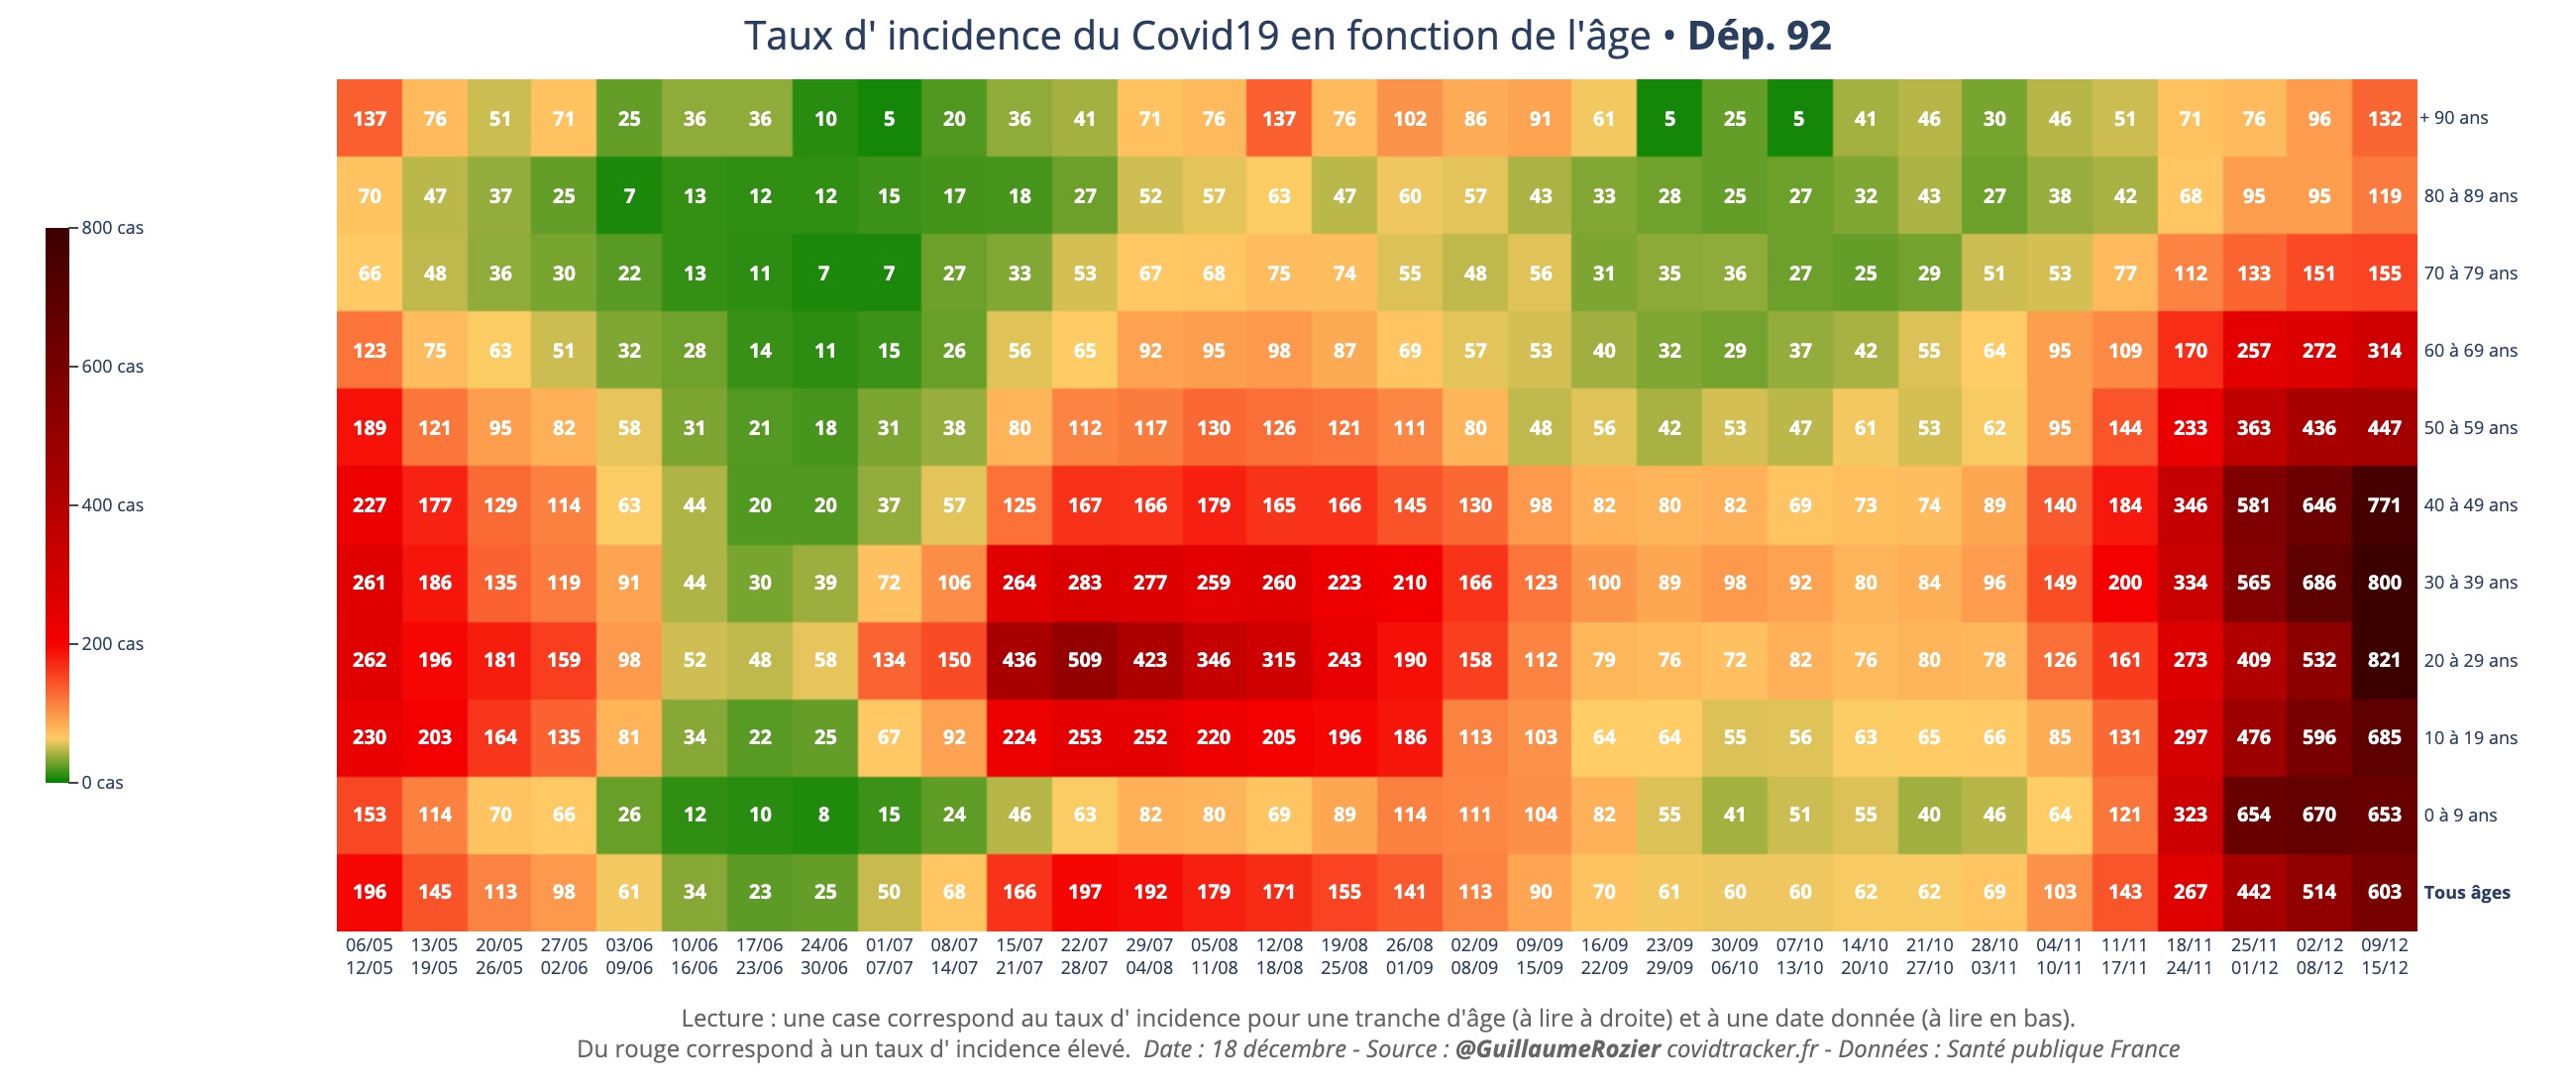 Taux d' incidence du Covid19 en fonction de l'âge • Dép. 92
137 76 51 71 25 36 36 10 5 20 36 41 71 76 137 76 102 86 91 61 5 25 5 41 46 30 46 51 71 76 96 132 + 90 ans
70 47 37 25 7 13 12 12 15 17 18 27 52 57 63 47 60 57 43 33 28 25 27 32 43 27 38 42 68 95 95 119 80 à 89 ans
800 cas
66 48 36 30 22 13 11 7 7 27 33 53 67 68 75 74 55 48 56 31 35 36 27 25 29 51 53 77 112 133 151 155 70 à 79 ans
123 75 63 51 32 28 14 11 15 26 56 65 92 95 98 87 69 57 53 40 32 29 37 42 55 64 95 109 170 257 272 314 60 à 69 ans
600 cas
189 121 95 82 58 31 21 18 31 38 80 112 117 130 126 121 111 80 48 56 42 53 47 61 53 62 95 144 233 363 436 447 50 à 59 ans
400 cas
227 177 129 114 63 44 20 20 37 57 125 167 166 179 165 166 145 130 98 82 80 82 69 73 74 89 140 184 346 581 646 771 40 à 49 ans
261 186 135 119 91 44 30 39 72 106 264 283 277 259 260 223 210 166 123 100 89 98 92 80 84 96 149 200 334 565 686 800 30 à 39 ans
200 cas
262 196 181 159 98 52 48 58 134 150 436 509 423 346 315 243 190 158 112 79 76 72 82 76 80 78 126 161 273 409 532 821 20 à 29 ans
230 203 164 135 81 34 22 25 67 92 224 253 252 220 205 196 186 113 103 64 64 55 56 63 65 66 85 131 297 476 596 685 10 à 19 ans
0 cas
153 114 70 66 26 12 10 8 15 24 46 63 82 80 69 89 114 111 104 82 55 41 51 55 40 46 64 121 323 654 670 653 0 à 9 ans
196 145 113 98 61 34 23 25 50 68 166 197 192 179 171 155 141 113 90 70 61 60 60 62 62 69 103 143 267 442 514 603 Tous âges
06/05 13/05 20/05 27/05 03/06 10/06 17/06 24/06 01/07 08/07 15/07 22/07 29/07 05/08 12/08 19/08 26/08 02/09 09/09 16/09 23/09 30/09 07/10 14/10 21/10 28/10 04/11 11/11 18/11 25/11 02/12 09/12
12/05 19/05 26/05 02/06 09/06 16/06 23/06 30/06 07/07 14/07 21/07 28/07 04/08 11/08 18/08 25/08 01/09 08/09 15/09 22/09 29/09 06/10 13/10 20/10 27/10 03/11 10/11 17/11 24/11 01/12 08/12 15/12
Lecture : une case correspond au taux d' incidence pour une tranche d'âge (à lire à droite) et à une date donnée (à lire en bas).
Du rouge correspond à un taux d' incidence élevé. Date : 18 décembre - Source : @GuillaumeRozier covidtracker.fr - Données : Santé publique France